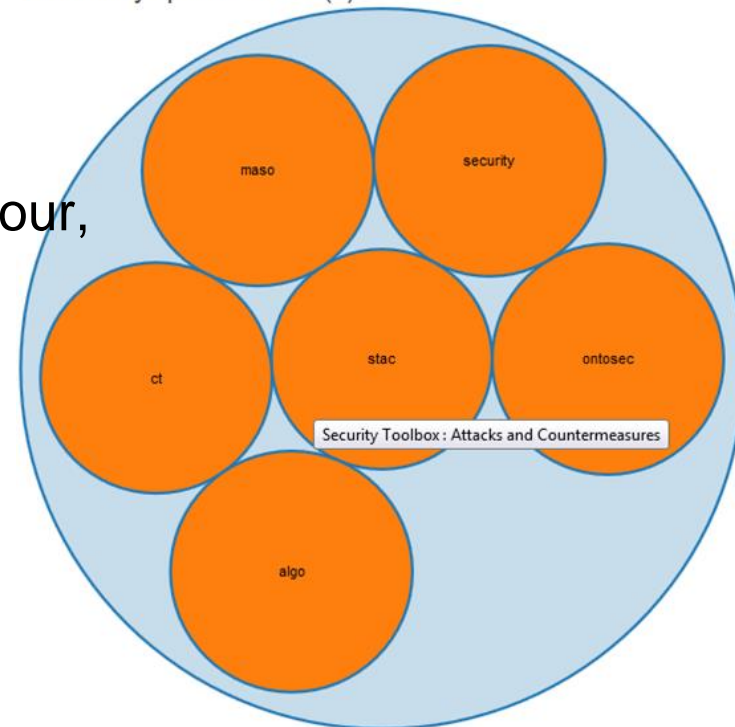 security
maso
our,
stac
ontosec
ct
Security Toolbox : Attacks and Countermeasures
algo